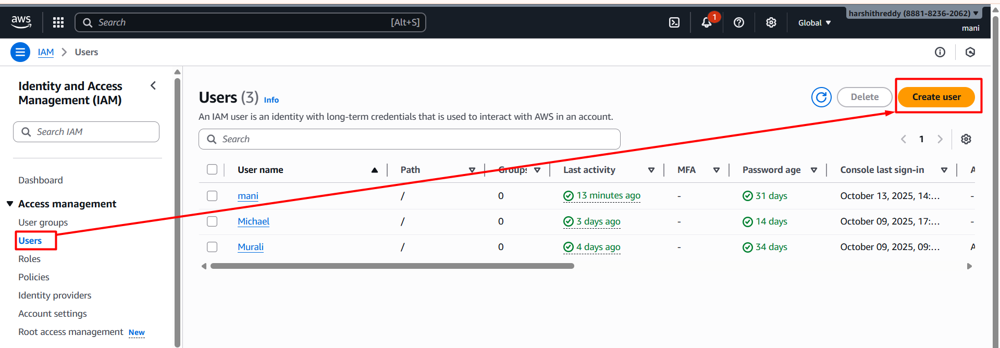 aws
Search [Alt+S]
1
Global
harshithreddy (8881-8236-2062)
mani
IAM > Users
Identity and Access
Management (IAM)
Search IAM
Dashboard
Access management
User groups
Users
Roles
Policies
Identity providers
Account settings
Root access management New
Users (3) Info
Delete
Create user
An IAM user is an identity with long-term credentials that is used to interact with AWS in an account.
Search
1
User name Path Groups Last activity MFA Password age Console last sign-in A
mani / 0 13 minutes ago - 31 days October 13, 2025, 14:... -
Michael / 0 3 days ago - 14 days October 09, 2025, 17:... -
Murali / 0 4 days ago - 34 days October 09, 2025, 09:... A